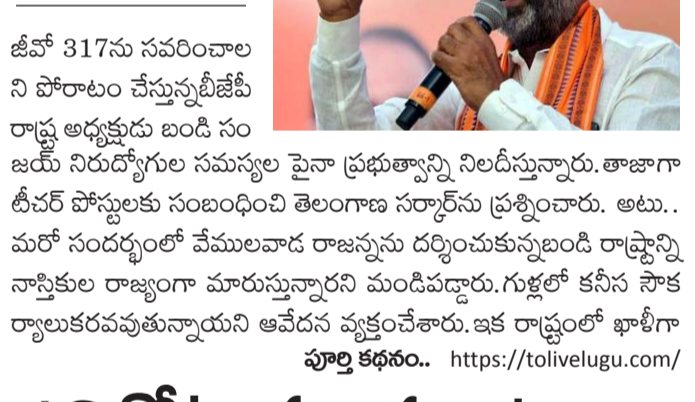 జీవో 317ను సవరించాల
ని పోరాటం చేస్తున్నబీజేపీ
రాష్ట్ర అధ్యక్షుడు బండి సం
జయ్ నిరుద్యోగుల సమస్యల పైనా ప్రభుత్వాన్ని నిలదీస్తున్నారు.తాజాగా
టీచర్ పోస్టులకు సంబంధించి తెలంగాణ సర్కార్‌ను ప్రశ్నించారు. అటు..
మరో సందర్భంలో వేములవాడ రాజన్నను దర్శించుకున్నబండి రాష్ట్రాన్ని
నాస్తికుల రాజ్యంగా మారుస్తున్నారని మండిపడ్డారు.గుళ్లలో కనీస సౌక
ర్యాలుకరవవుతున్నాయని ఆవేదన వ్యక్తంచేశారు.ఇక రాష్ట్రంలో ఖాళీగా
పూర్తి కథనం.. https://tolivelugu.com/